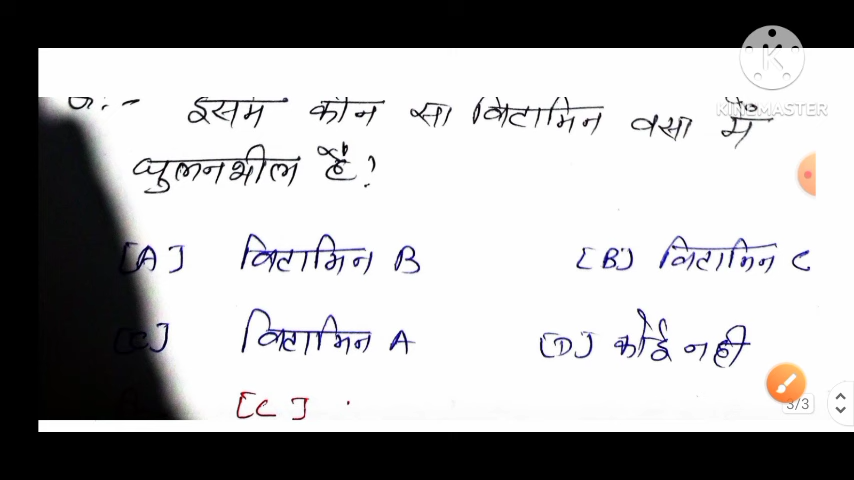 इसमे कौन सा विटामिन वसा में
घुलनशील है?
[A] विटामिन B [B] विटामिन C
[C] विटामिन A [D] कोई नही
A [C]
3/3
K
KINEMASTER